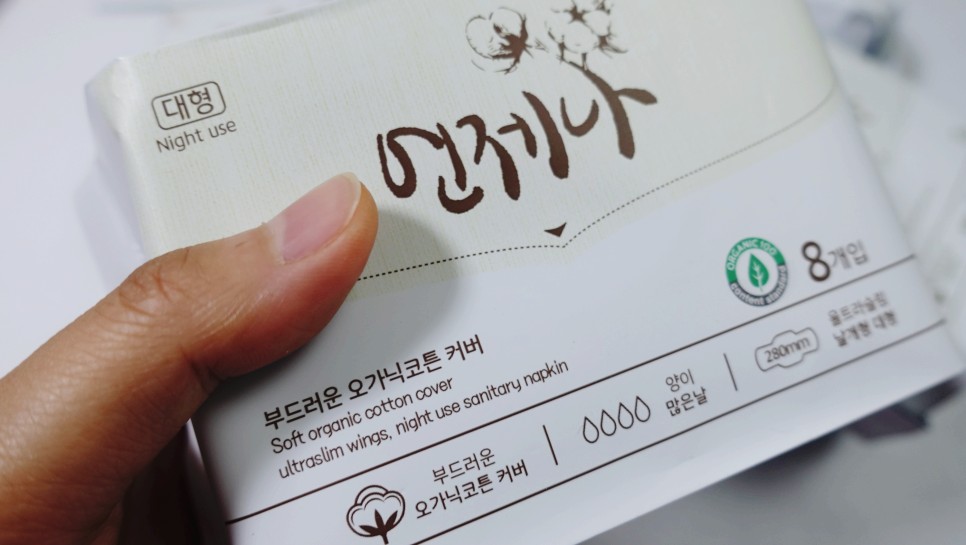 대형
Night use
언제나
ORGANIC 100
content standard
8개입
부드러운 오가닉코튼 커버
Soft organic cotton cover
ultraslim wings, night use sanitary napkin
부드러운
오가닉코튼 커버
양이
많은날
280mm
울트라슬림
날개형 대형